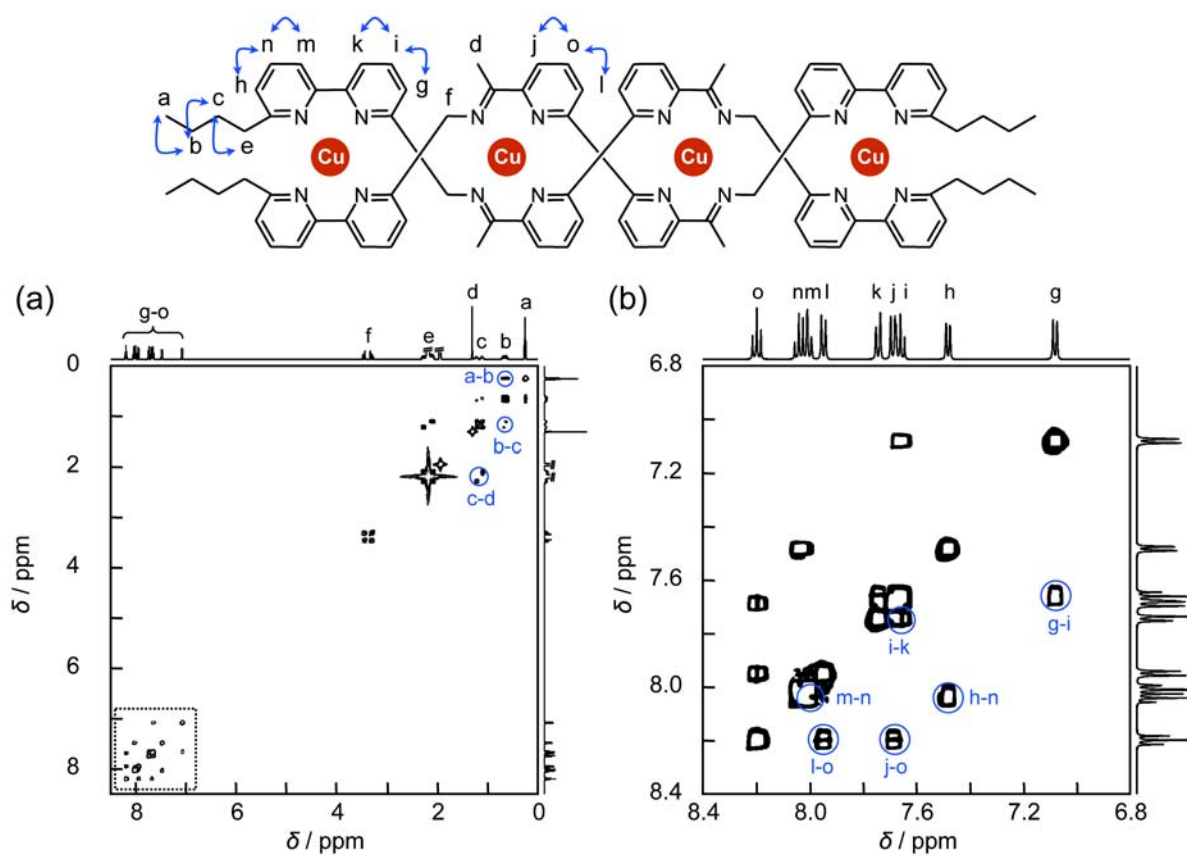 n m k i d j o
h g l
a c f
b e
N N N N N N N N
Cu Cu Cu Cu
N N N N N N N N
(a)
g-o f e d c b a
0
2
4
6
8
δ / ppm
a-b
b-c
c-d
8 6 4 2 0
δ / ppm
(b)
o n m l k j i h g
6.8
7.2
7.6
8.0
8.4
δ / ppm
g-i
i-k
m-n h-n
l-o j-o
8.4 8.0 7.6 7.2 6.8
δ / ppm